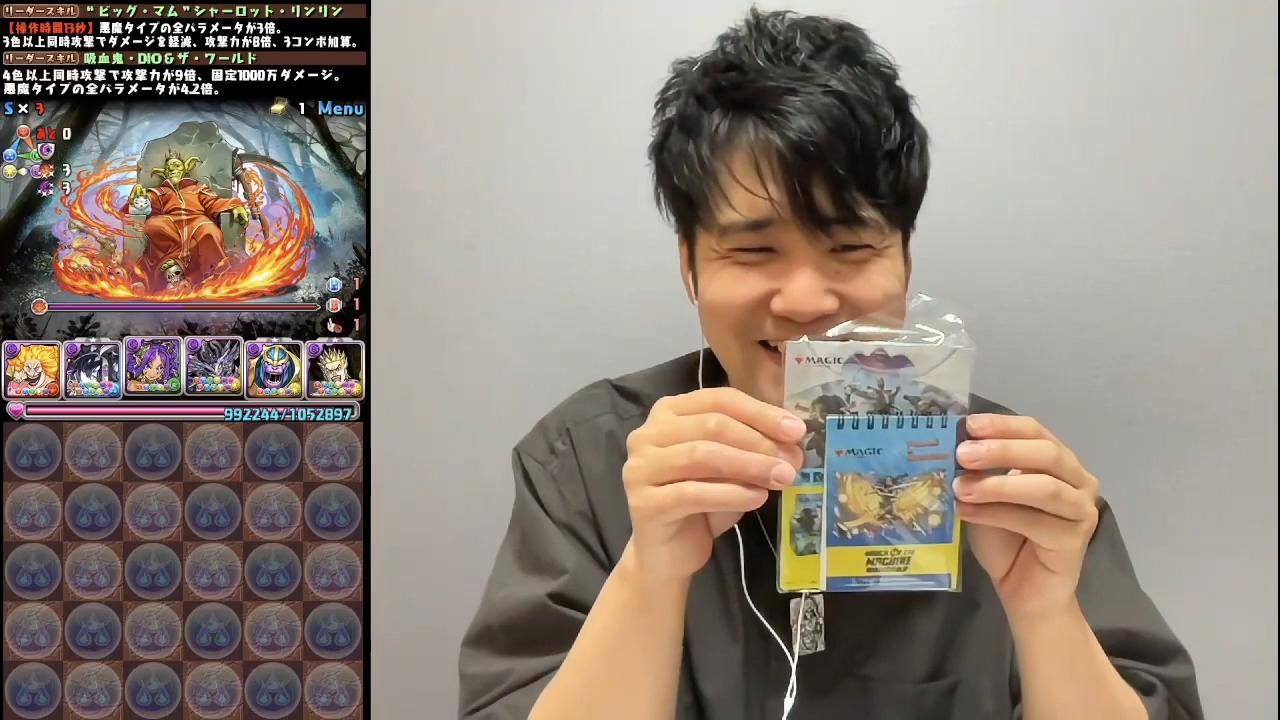 リーダースキル "ビッグ・マム"シャーロット・リンリン
【操作時間13秒】悪魔タイプの全パラメータが3倍。
3色以上同時攻撃でダメージを軽減、攻撃力が8倍、3コンボ加算。
リーダースキル 吸血鬼・DIO&ザ・ワールド
4色以上同時攻撃で攻撃力が9倍、固定1000万ダメージ。
悪魔タイプの全パラメータが4.2倍。
S × 3
1 Menu
あと 0
3
3
1
1
1
992244/1052897
MAGIC
MAGIC
MARCH OF THE
MACHINE